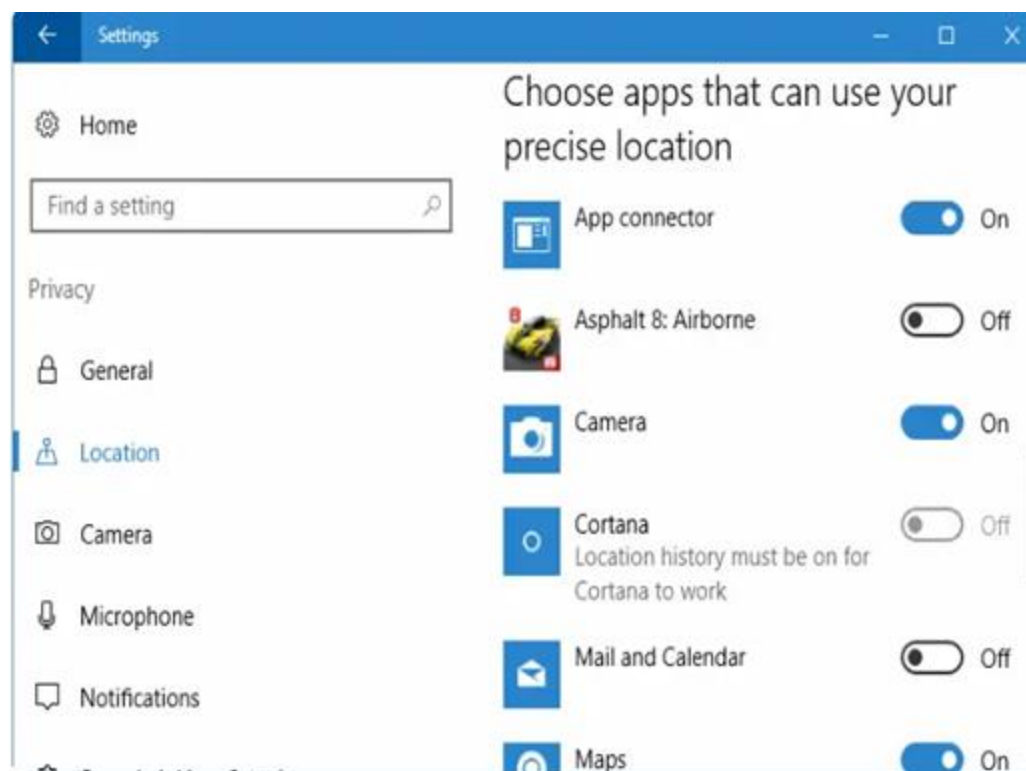 Settings
Home
Find a setting
Privacy
General
Location
Camera
Microphone
Notifications
Choose apps that can use your
precise location
App connector
On
Asphalt 8: Airborne
Off
Camera
On
Cortana
Off
Location history must be on for
Cortana to work
Mail and Calendar
Off
Maps
On